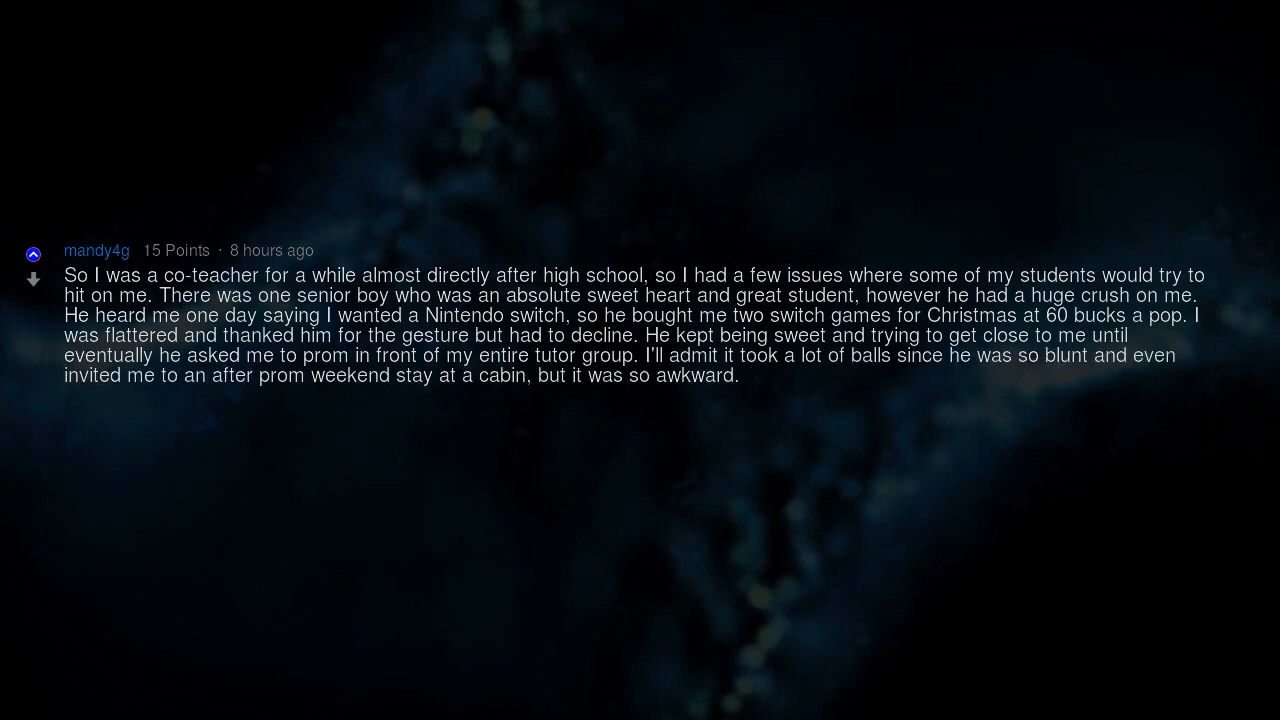 mandy4g 15 Points · 8 hours ago
So I was a co-teacher for a while almost directly after high school, so I had a few issues where some of my students would try to
hit on me. There was one senior boy who was an absolute sweet heart and great student, however he had a huge crush on me.
He heard me one day saying I wanted a Nintendo switch, so he bought me two switch games for Christmas at 60 bucks a pop. I
was flattered and thanked him for the gesture but had to decline. He kept being sweet and trying to get close to me until
eventually he asked me to prom in front of my entire tutor group. I'll admit it took a lot of balls since he was so blunt and even
invited me to an after prom weekend stay at a cabin, but it was so awkward.